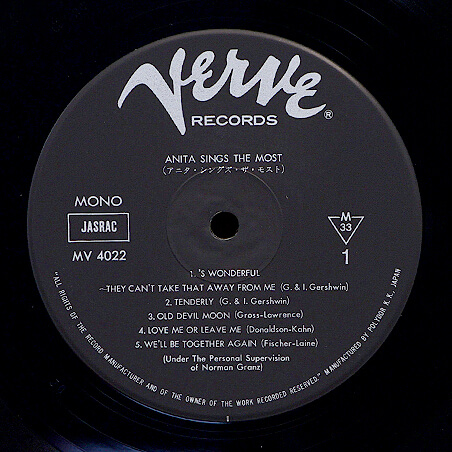 Verve
RECORDS ®
ANITA SINGS THE MOST
(アニタ・シングズ・ザ・モスト)
MONO
JASRAC
MV 4022
M
33
1
1. 'S WONDERFUL
~THEY CAN'T TAKE THAT AWAY FROM ME (G. & I. Gershwin)
2. TENDERLY (G. & I. Gershwin)
3. OLD DEVIL MOON (Gross-Lawrence)
4. LOVE ME OR LEAVE ME (Donaldson-Kahn)
5. WE'LL BE TOGETHER AGAIN (Fischer-Laine)
(Under The Personal Supervision
of Norman Granz)
"ALL RIGHTS OF THE RECORD MANUFACTURER AND OF THE OWNER OF THE WORK RECORDED RESERVED." MANUFACTURED BY POLYDOR K. K., JAPAN